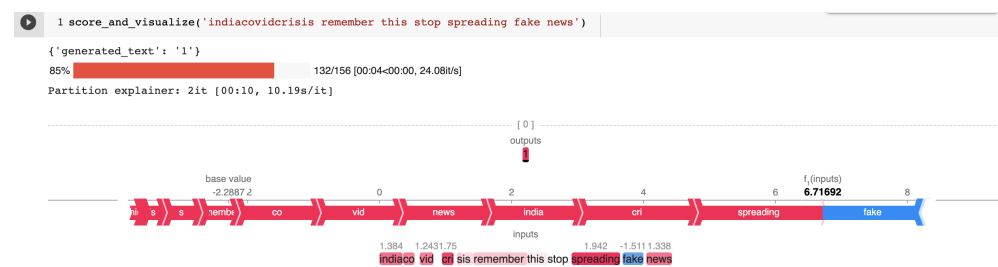 1 score_and_visualize('indiacovidcrisis remember this stop spreading fake news')
{'generated_text': '1'}
85% 132/156 [00:04<00:00, 24.08it/s]
Partition explainer: 2it [00:10, 10.19s/it]
[0]
outputs
1
base value f1(inputs)
-2.2887 0 2 4 6 6.71692 8
s s co vid news india cri spreading fake
inputs
1.384 1.243 1.75 1.942 -1.511 1.338
indiaco vid cri sis remember this stop spreading fake news